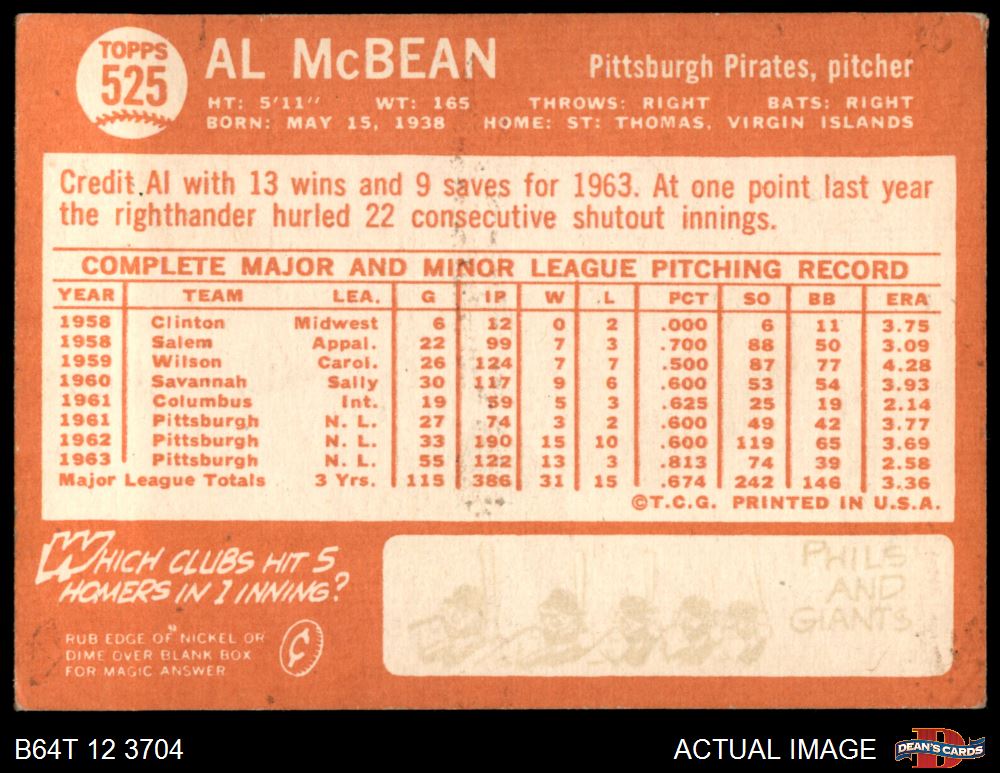 TOPPS
525
AL McBEAN
Pittsburgh Pirates, pitcher
HT: 5'11" WT: 165 THROWS: RIGHT BATS: RIGHT
BORN: MAY 15, 1938 HOME: ST: THOMAS, VIRGIN ISLANDS
Credit Al with 13 wins and 9 saves for 1963. At one point last year
the righthander hurled 22 consecutive shutout innings.
COMPLETE MAJOR AND MINOR LEAGUE PITCHING RECORD
YEAR TEAM LEA. G IP W L PCT SO BB ERA
1958 Clinton Midwest 6 12 0 2 .000 6 11 3.75
1958 Salem Appal. 22 99 7 3 .700 88 50 3.09
1959 Wilson Carol. 26 124 7 7 .500 87 77 4.28
1960 Savannah Sally 30 117 9 6 .600 53 54 3.93
1961 Columbus Int. 19 59 5 3 .625 25 19 2.14
1961 Pittsburgh N. L. 27 74 3 2 .600 49 42 3.77
1962 Pittsburgh N. L. 33 190 15 10 .600 119 65 3.69
1963 Pittsburgh N. L. 55 122 13 3 .813 74 39 2.58
Major League Totals 3 Yrs. 115 386 31 15 .674 242 146 3.36
©T.C.G. PRINTED IN U.S.A.
WHICH CLUBS HIT 5
HOMERS IN 1 INNING?
RUB EDGE OF NICKEL OR
DIME OVER BLANK BOX
FOR MAGIC ANSWER
PHILS
AND
GIANTS
B64T 12 3704
ACTUAL IMAGE
DEAN'S CARDS